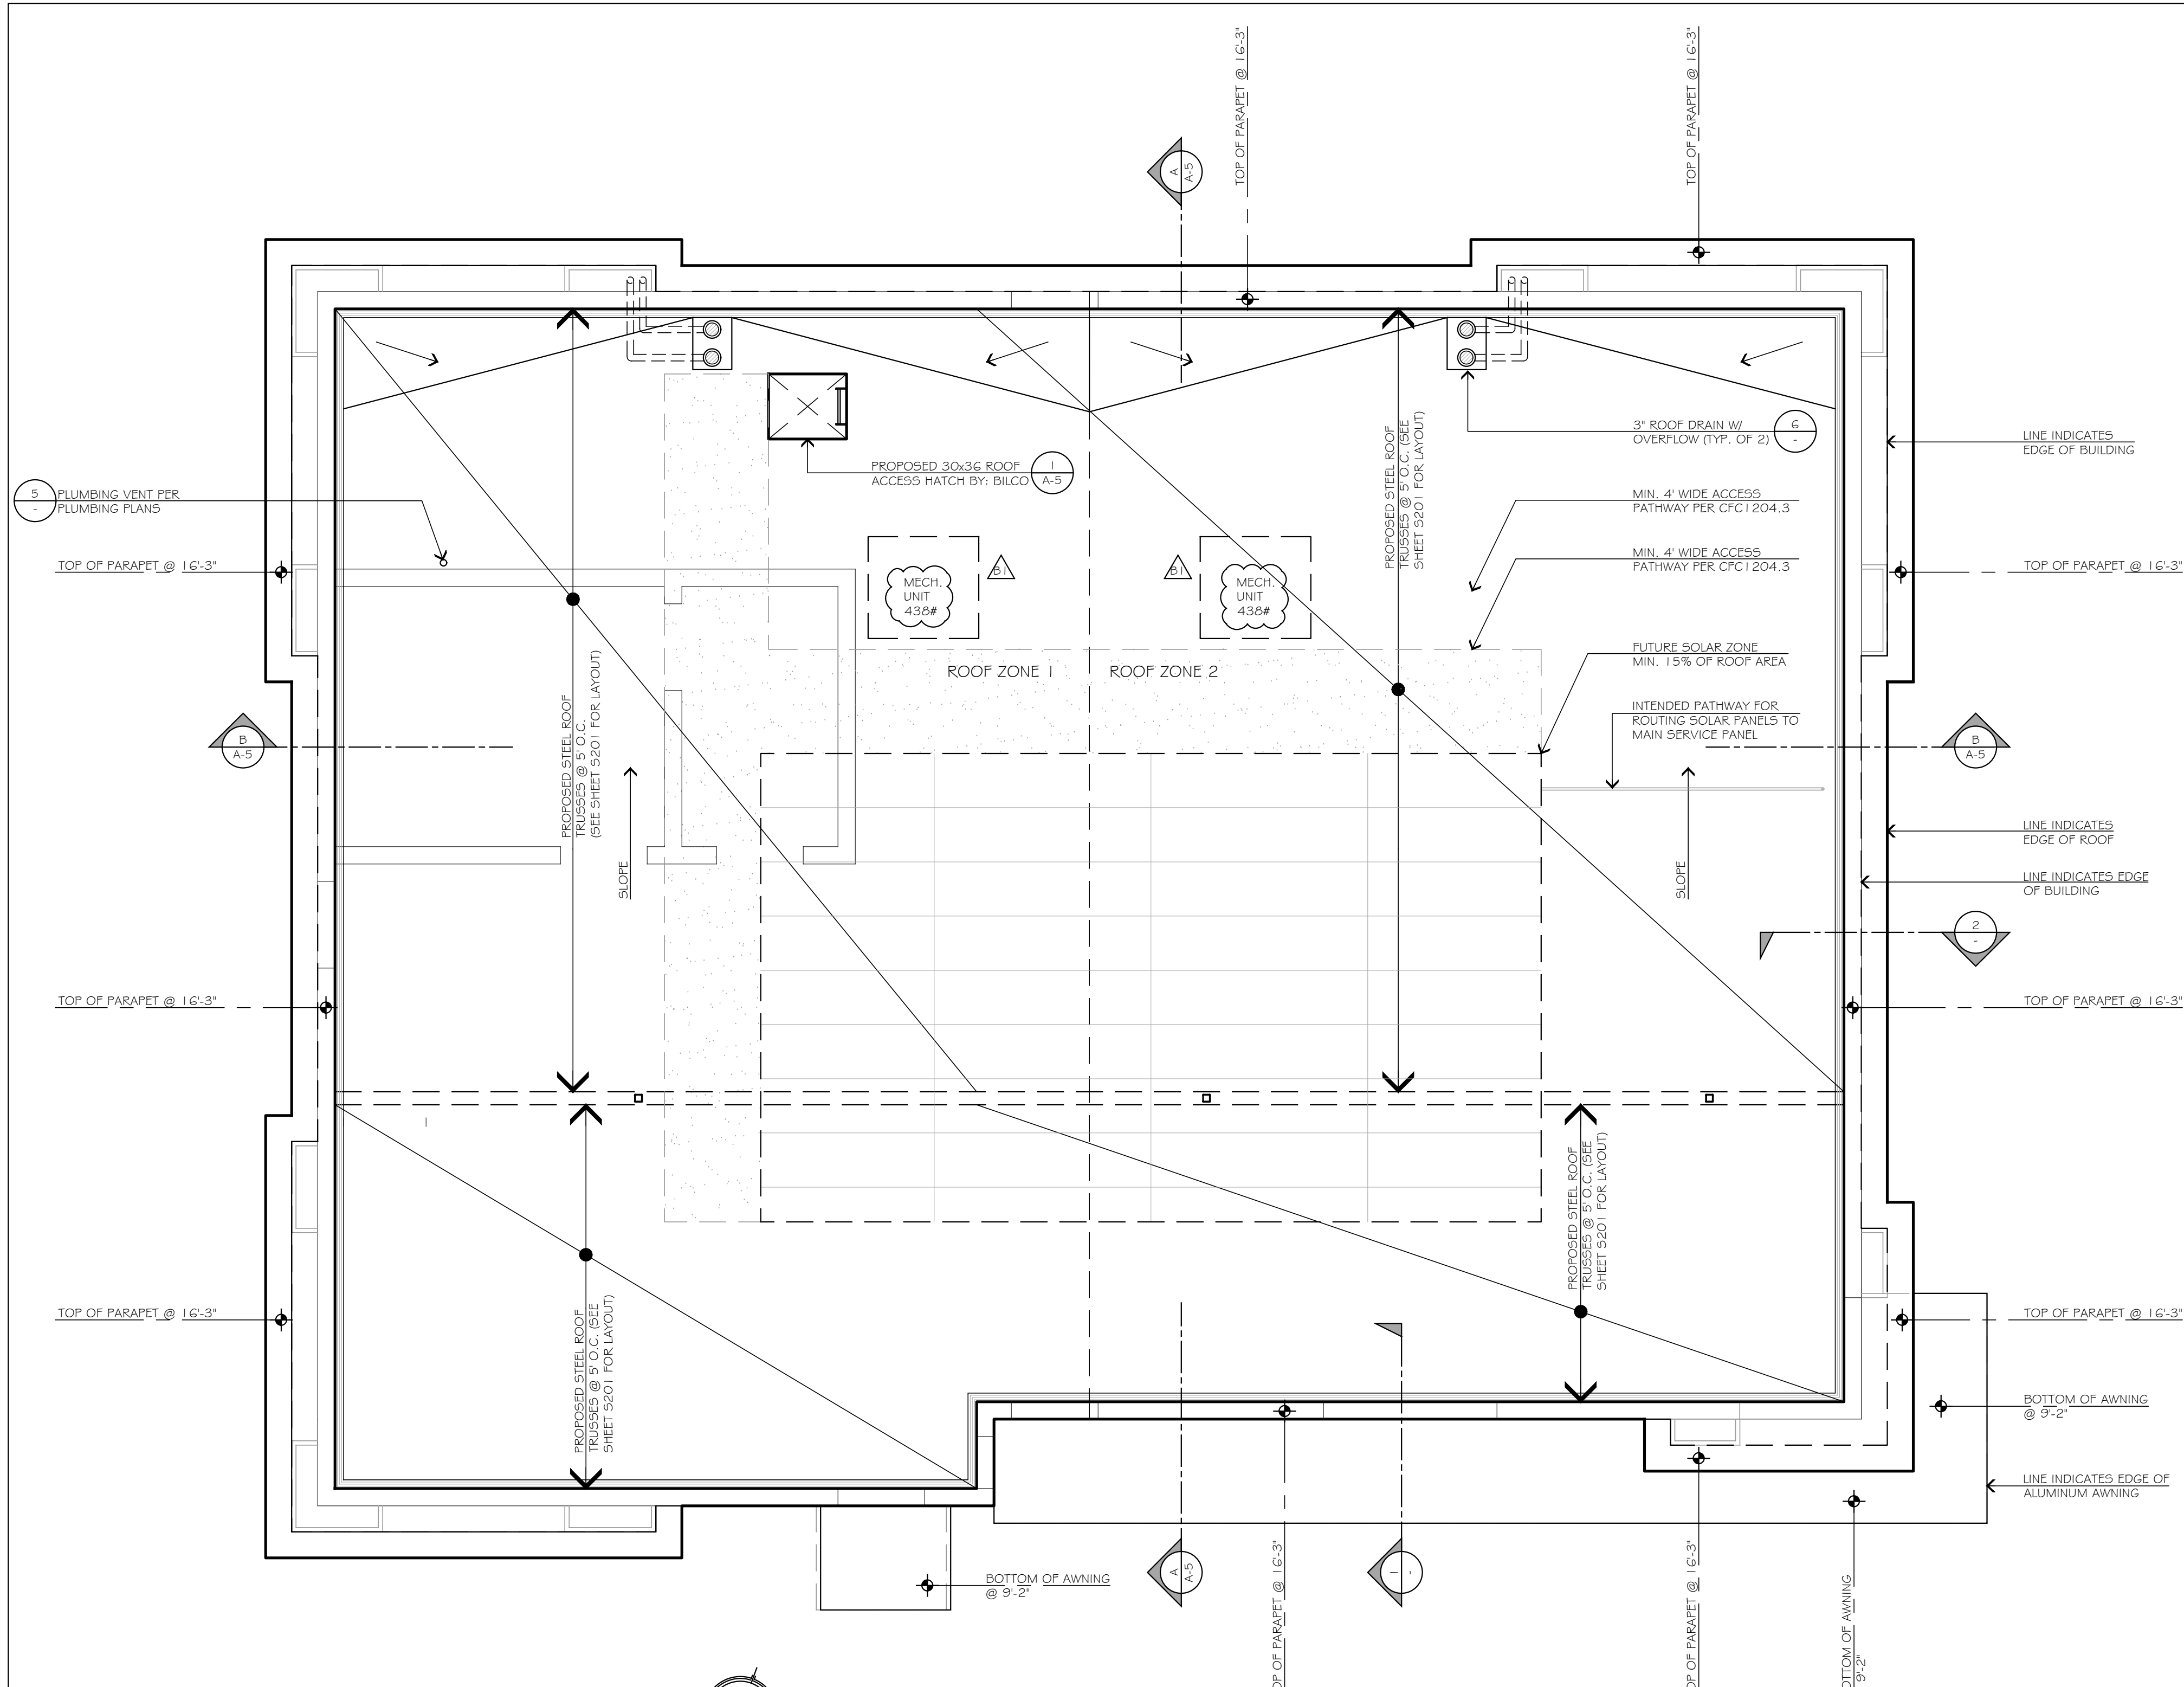 TOP OF PARAPET @ 16'-3"
TOP OF PARAPET @ 16'-3"
A
A-5
3" ROOF DRAIN W/
OVERFLOW (TYP. OF 2)
6
-
LINE INDICATES
EDGE OF BUILDING
PROPOSED 30x36 ROOF
ACCESS HATCH BY: BILCO
1
A-5
PROPOSED STEEL ROOF
TRUSSES @ 5' O.C. (SEE
SHEET S201 FOR LAYOUT)
5
-
PLUMBING VENT PER
PLUMBING PLANS
MIN. 4' WIDE ACCESS
PATHWAY PER CFC1204.3
MIN. 4' WIDE ACCESS
PATHWAY PER CFC1204.3
TOP OF PARAPET @ 16'-3"
MECH.
UNIT
438#
B1
B1
MECH.
UNIT
438#
TOP OF PARAPET @ 16'-3"
ROOF ZONE 1
ROOF ZONE 2
FUTURE SOLAR ZONE
MIN. 15% OF ROOF AREA
INTENDED PATHWAY FOR
ROUTING SOLAR PANELS TO
MAIN SERVICE PANEL
PROPOSED STEEL ROOF
TRUSSES @ 5' O.C.
(SEE SHEET S201 FOR LAYOUT)
B
A-5
B
A-5
SLOPE
SLOPE
LINE INDICATES
EDGE OF ROOF
LINE INDICATES EDGE
OF BUILDING
2
-
TOP OF PARAPET @ 16'-3"
TOP OF PARAPET @ 16'-3"
PROPOSED STEEL ROOF
TRUSSES @ 5' O.C. (SEE
SHEET S201 FOR LAYOUT)
TOP OF PARAPET @ 16'-3"
TOP OF PARAPET @ 16'-3"
PROPOSED STEEL ROOF
TRUSSES @ 5' O.C. (SEE
SHEET S201 FOR LAYOUT)
BOTTOM OF AWNING
@ 9'-2"
LINE INDICATES EDGE OF
ALUMINUM AWNING
BOTTOM OF AWNING
@ 9'-2"
A
A-5
1
-
OF PARAPET @ 16'-3"
OF PARAPET @ 16'-3"
OF AWNING
9'-2"